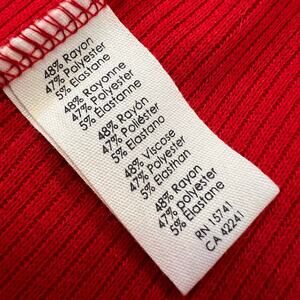 48% Rayon
47% Polyester
5% Elastane
48% Rayonne
47% Polyester
5% Elastanne
48% Rayón
47% Poliéster
5% Elastano
48% Viscose
47% Polyester
5% Elasthan
48% Rayon
47% polyester
5% Elastane
RN 15741
CA 42241